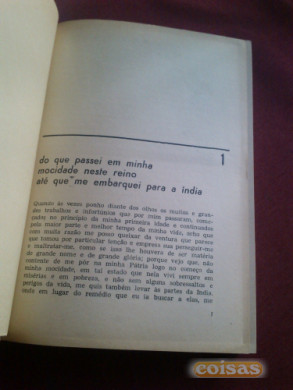 1
do que passei em minha
mocidade neste reino
até que me embarquei para a índia
Quando às vezes ponho diante dos olhos os muitos e gran-
des trabalhos e infortúnios que por mim passaram, começa-
dos no princípio da minha primeira idade e continuados
pela maior parte e melhor tempo da minha vida, acho que
com muita razão me posso queixar da ventura que parece
que tomou por particular tenção e empresa sua perseguir-me
e maltratar-me, como se isso lhe houvera de ser matéria
de grande nome e de grande glória; porque vejo que, não
contente de me pôr na minha Pátria logo no começo da
minha mocidade, em tal estado que nela vivi sempre em
misérias e em pobreza, e não sem alguns sobressaltos e
perigos da vida, me quis também levar às partes da Índia,
onde em lugar do remédio que eu ia buscar a elas, me
7
coisas